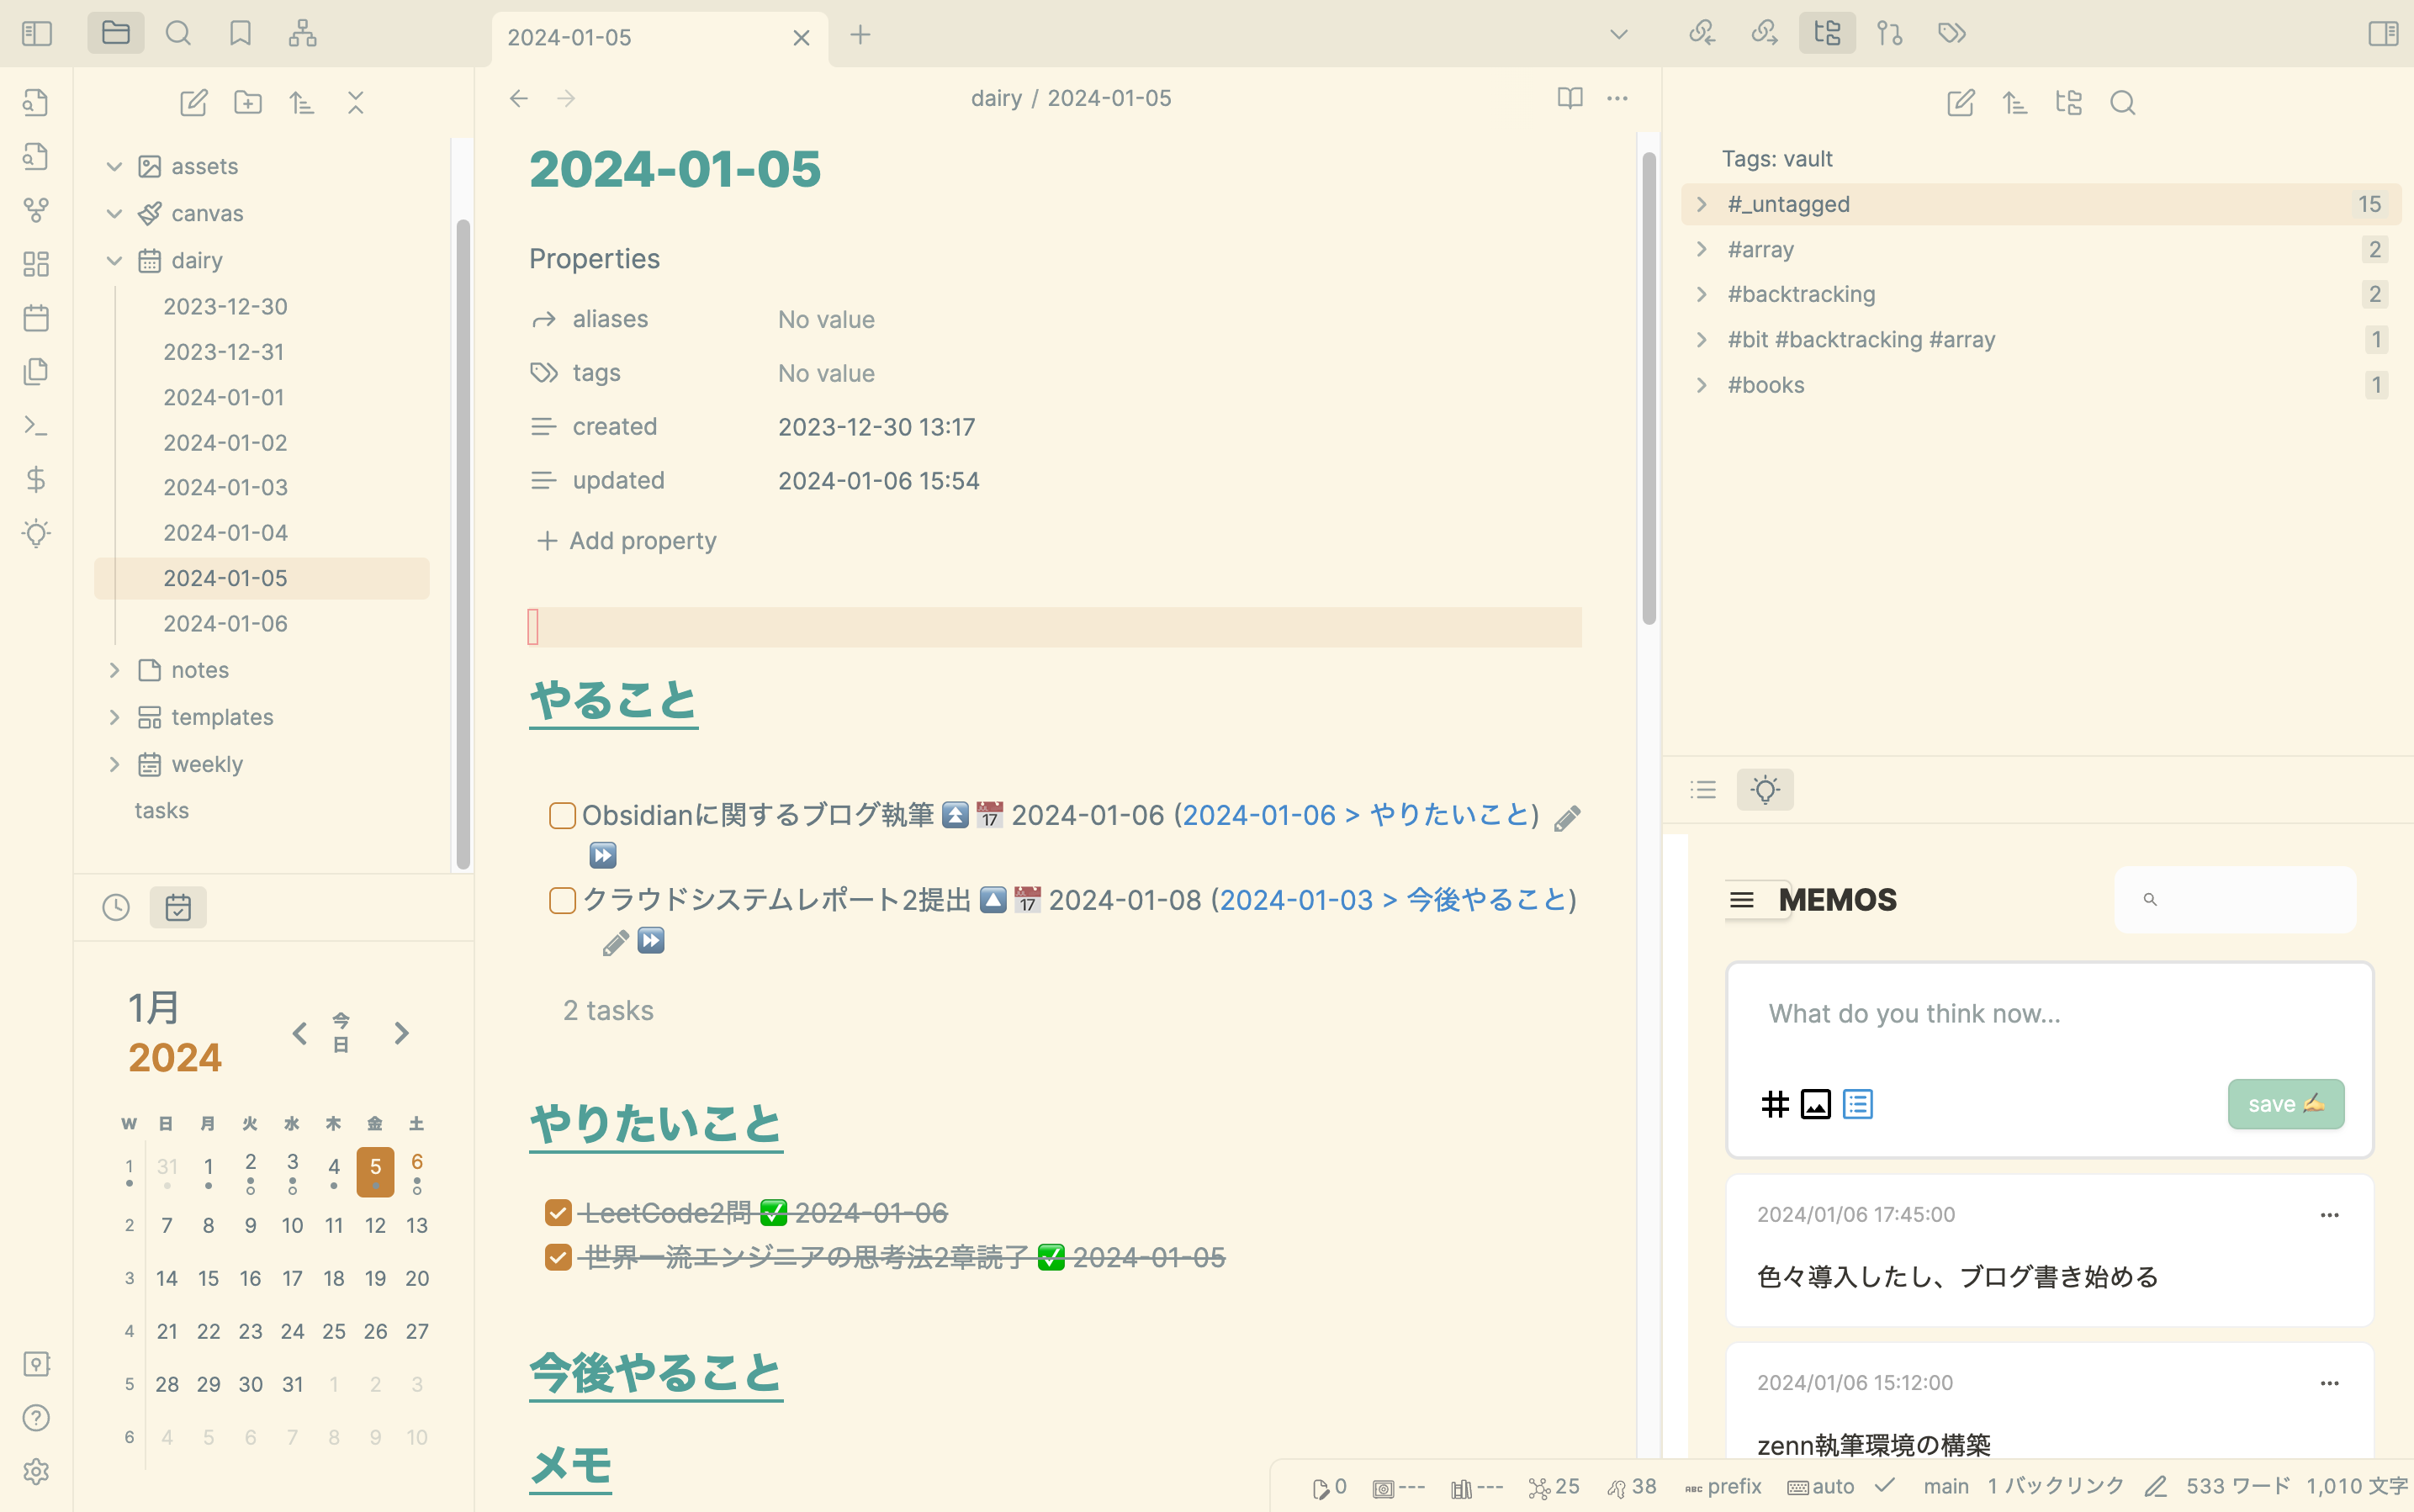 2024-01-05
assets
canvas
dairy
2023-12-30
2023-12-31
2024-01-01
2024-01-02
2024-01-03
2024-01-04
2024-01-05
2024-01-06
notes
templates
weekly
tasks
1月
2024
今日
W 日 月 火 水 木 金 土
1 31 1 2 3 4 5 6
2 7 8 9 10 11 12 13
3 14 15 16 17 18 19 20
4 21 22 23 24 25 26 27
5 28 29 30 31 1 2 3
6 4 5 6 7 8 9 10
dairy / 2024-01-05
2024-01-05
Properties
aliases No value
tags No value
created 2023-12-30 13:17
updated 2024-01-06 15:54
Add property
やること
Obsidianに関するブログ執筆 ⏫ 📅 2024-01-06 (2024-01-06 > やりたいこと)
⏩
クラウドシステムレポート2提出 🔼 📅 2024-01-08 (2024-01-03 > 今後やること)
⏩
2 tasks
やりたいこと
LeetCode2問 ✅ 2024-01-06
世界一流エンジニアの思考法2章読了 ✅ 2024-01-05
今後やること
メモ
Tags: vault
#_untagged 15
#array 2
#backtracking 2
#bit #backtracking #array 1
#books 1
MEMOS
What do you think now...
save ✍️
2024/01/06 17:45:00
色々導入したし、ブログ書き始める
2024/01/06 15:12:00
zenn執筆環境の構築
0 --- --- 25 38 ABC prefix auto main 1 バックリンク 533 ワード 1,010 文字